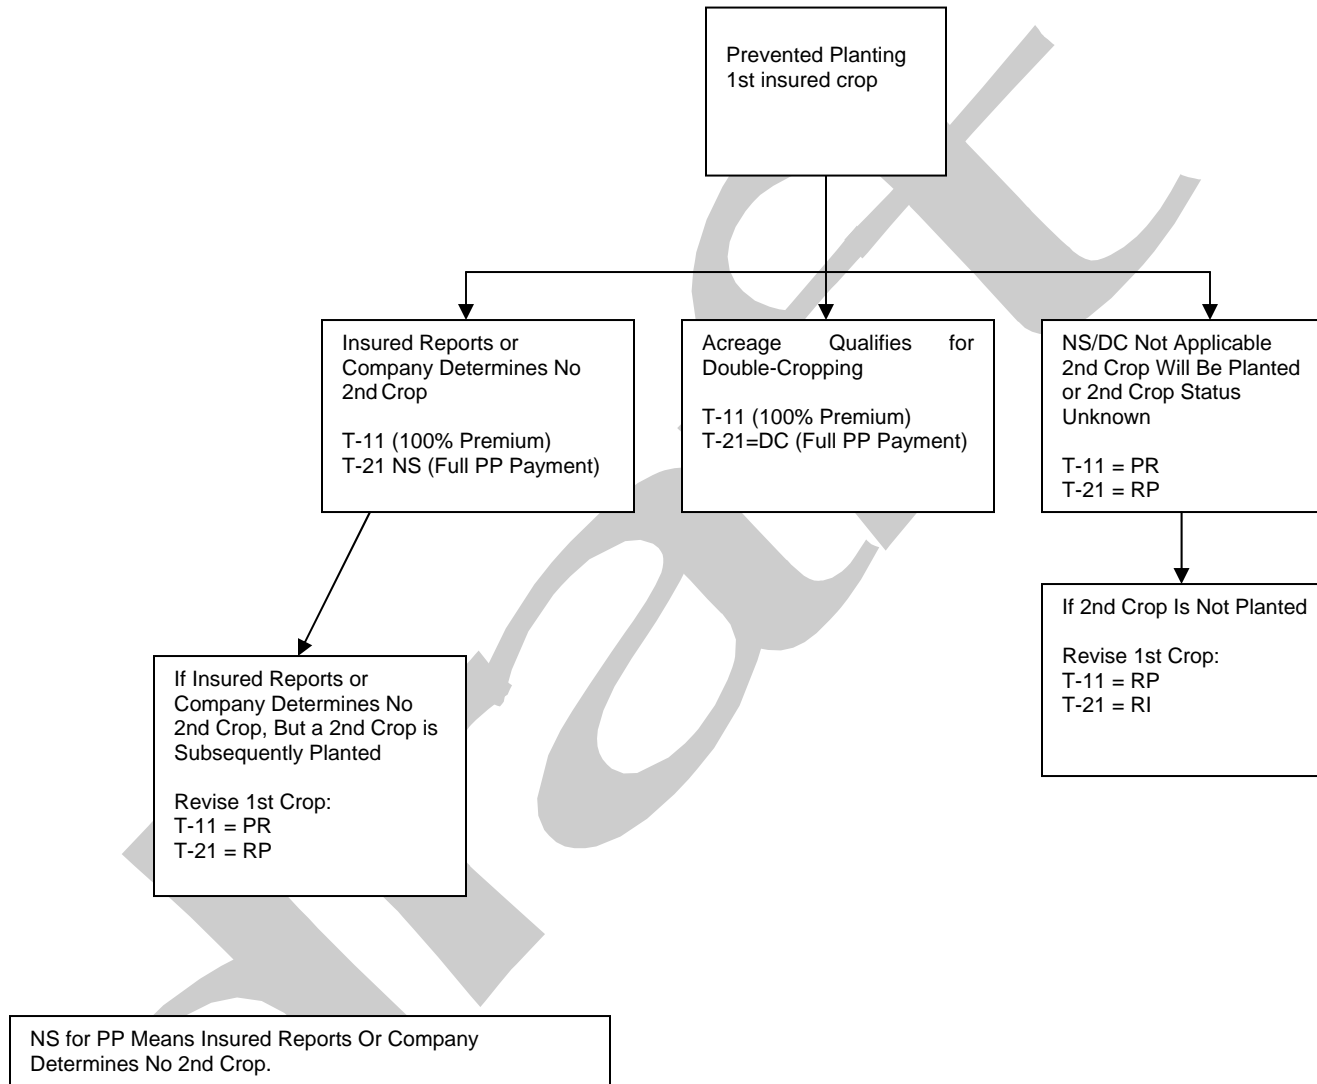 Prevented Planting
1st insured crop
Insured Reports or
Company Determines No
2nd Crop
T-11 (100% Premium)
T-21 NS (Full PP Payment)
Acreage Qualifies for
Double-Cropping
T-11 (100% Premium)
T-21=DC (Full PP Payment)
NS/DC Not Applicable
2nd Crop Will Be Planted
or 2nd Crop Status
Unknown
T-11 = PR
T-21 = RP
If Insured Reports or
Company Determines No
2nd Crop, But a 2nd Crop is
Subsequently Planted
Revise 1st Crop:
T-11 = PR
T-21 = RP
If 2nd Crop Is Not Planted
Revise 1st Crop:
T-11 = RP
T-21 = RI
NS for PP Means Insured Reports Or Company
Determines No 2nd Crop.
draft